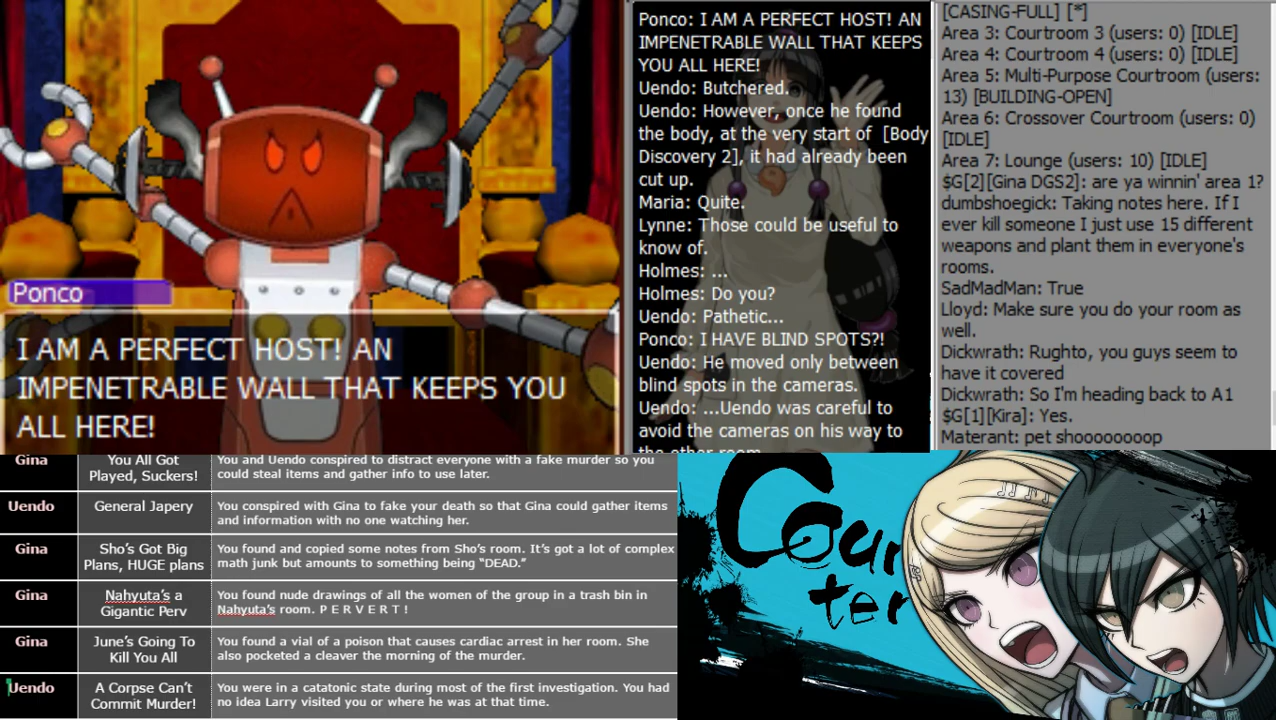 Ponco
I AM A PERFECT HOST! AN
IMPENETRABLE WALL THAT KEEPS YOU
ALL HERE!
Ponco: I AM A PERFECT HOST! AN
IMPENETRABLE WALL THAT KEEPS
YOU ALL HERE!
Uendo: Butchered.
Uendo: However, once he found
the body, at the very start of [Body
Discovery 2], it had already been
cut up.
Maria: Quite.
Lynne: Those could be useful to
know of.
Holmes: ...
Holmes: Do you?
Uendo: Pathetic...
Ponco: I HAVE BLIND SPOTS?!
Uendo: He moved only between
blind spots in the cameras.
Uendo: ...Uendo was careful to
avoid the cameras on his way to
the other room
[CASING-FULL] [*]
Area 3: Courtroom 3 (users: 0) [IDLE]
Area 4: Courtroom 4 (users: 0) [IDLE]
Area 5: Multi-Purpose Courtroom (users:
13) [BUILDING-OPEN]
Area 6: Crossover Courtroom (users: 0)
[IDLE]
Area 7: Lounge (users: 10) [IDLE]
$G[2][Gina DGS2]: are ya winnin' area 1?
dumbshoegick: Taking notes here. If I
ever kill someone I just use 15 different
weapons and plant them in everyone's
rooms.
SadMadMan: True
Lloyd: Make sure you do your room as
well.
Dickwrath: Rughto, you guys seem to
have it covered
Dickwrath: So I'm heading back to A1
$G[1][Kira]: Yes.
Materant: pet shooooooop
Gina
You All Got
Played, Suckers!
You and Uendo conspired to distract everyone with a fake murder so you
could steal items and gather info to use later.
Uendo
General Japery
You conspired with Gina to fake your death so that Gina could gather items
and information with no one watching her.
Gina
Sho's Got Big
Plans, HUGE plans
You found and copied some notes from Sho's room. It's got a lot of complex
math junk but amounts to something being "DEAD."
Gina
Nahyuta's a
Gigantic Perv
You found nude drawings of all the women of the group in a trash bin in
Nahyuta's room. P E R V E R T !
Gina
June's Going To
Kill You All
You found a vial of a poison that causes cardiac arrest in her room. She
also pocketed a cleaver the morning of the murder.
Uendo
A Corpse Can't
Commit Murder!
You were in a catatonic state during most of the first investigation. You had
no idea Larry visited you or where he was at that time.
Coun
ter